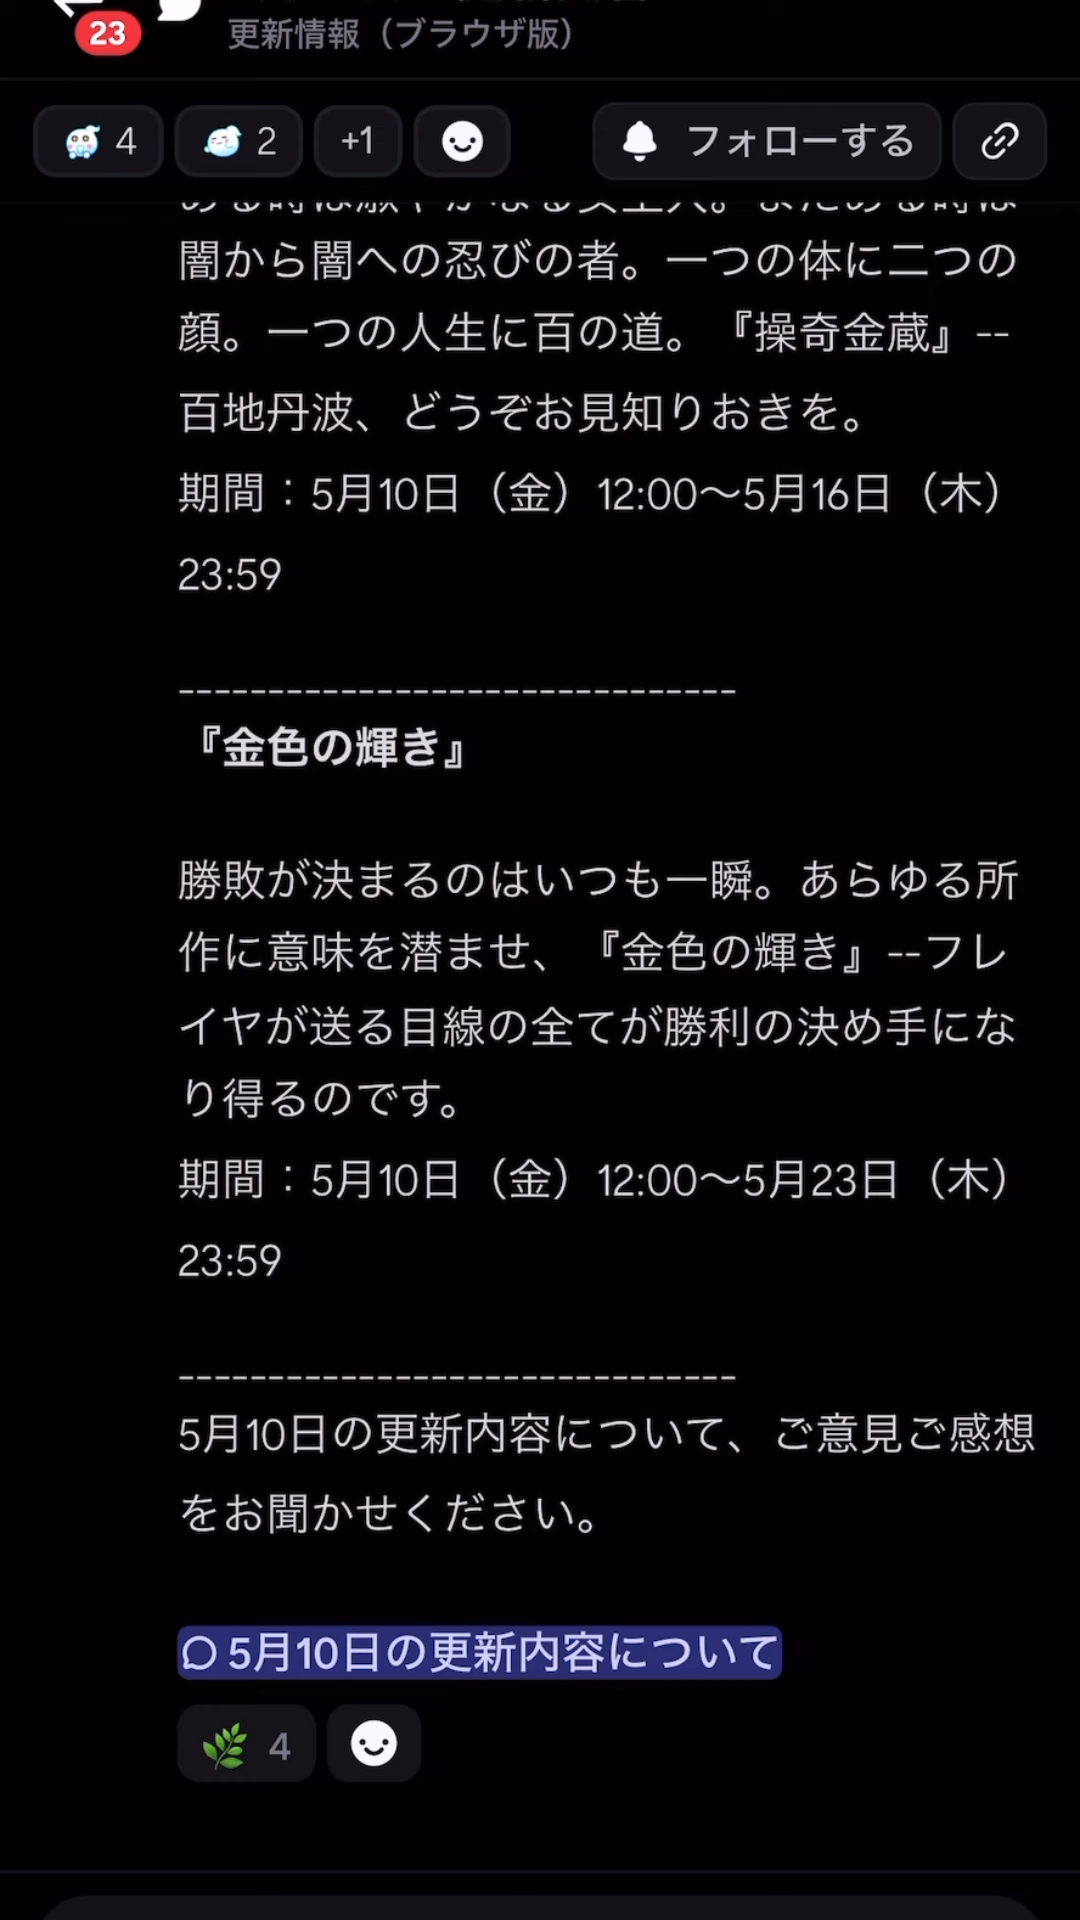 23
更新情報（ブラウザ版）
4
2
+1
フォローする
闇から闇への忍びの者。一つの体に二つの
顔。一つの人生に百の道。『操奇金蔵』--
百地丹波、どうぞお見知りおきを。
期間：5月10日（金）12:00～5月16日（木）
23:59
-------------------------------
『金色の輝き』
勝敗が決まるのはいつも一瞬。あらゆる所
作に意味を潜ませ、『金色の輝き』--フレ
イヤが送る目線の全てが勝利の決め手にな
り得るのです。
期間：5月10日（金）12:00～5月23日（木）
23:59
-------------------------------
5月10日の更新内容について、ご意見ご感想
をお聞かせください。
5月10日の更新内容について
4